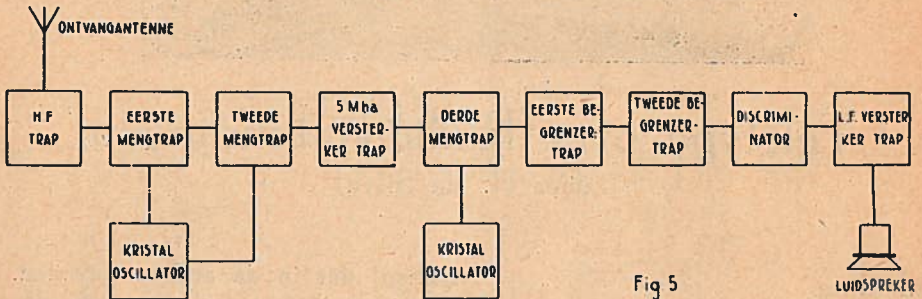 ONTVANGANTENNE
H.F
TRAP
EERSTE
MENGTRAP
TWEEDE
MENGTRAP
5 Mha
VERSTER-
KER TRAP
DERDE
MENGTRAP
EERSTE BE-
GRENZER-
TRAP
TWEEDE BE-
GRENZER-
TRAP
DISCRIMI-
NATOR
L.F. VERSTER
KER TRAP
KRISTAL
OSCILLATOR
KRISTAL
OSCILLATOR
Fig 5
LUIDSPREKER